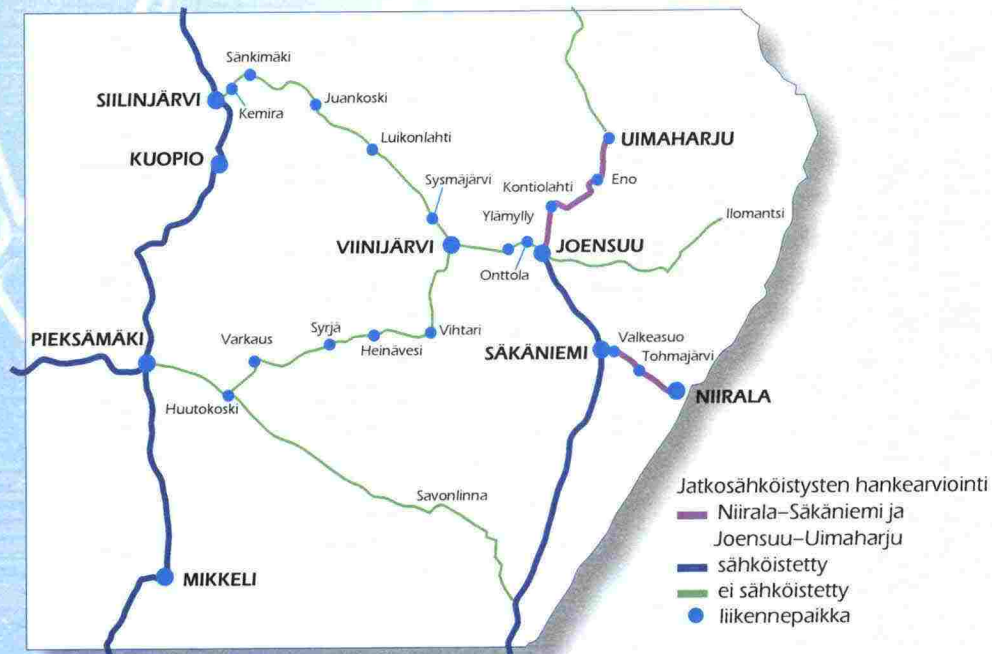 Sänkimäki
SIILINJÄRVI
Kemira
Juankoski
KUOPIO
Luikonlahti
UIMAHARJU
Eno
Sysmäjärvi
Kontiolahti
Ylämylly
Ilomantsi
VIINIJÄRVI
JOENSUU
Onttola
PIEKSÄMÄKI
Varkaus
Syrjä
Heinävesi
Vihtari
SÄKÄNIEMI
Valkeasuo
Tohmajärvi
NIIRALA
Huutokoski
Savonlinna
MIKKELI
Jatkosähköistysten hankearviointi
Niirala–Säkäniemi ja
Joensuu–Uimaharju
sähköistetty
ei sähköistetty
liikennepaikka